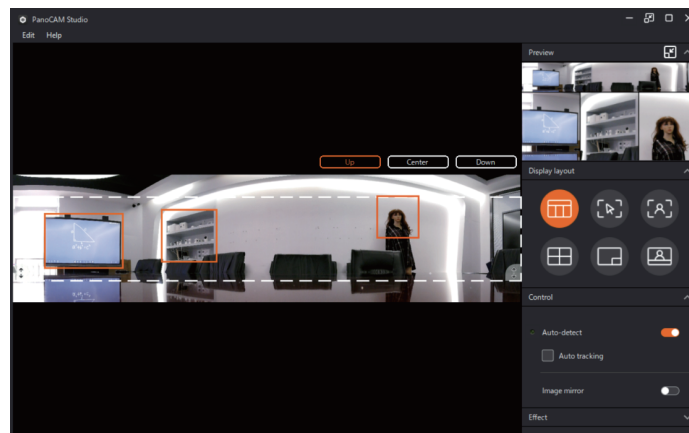 PanoCAM Studio
Edit Help
Preview
Up Center Down
Display layout
Control
Auto-detect
Auto tracking
Image mirror
Effect